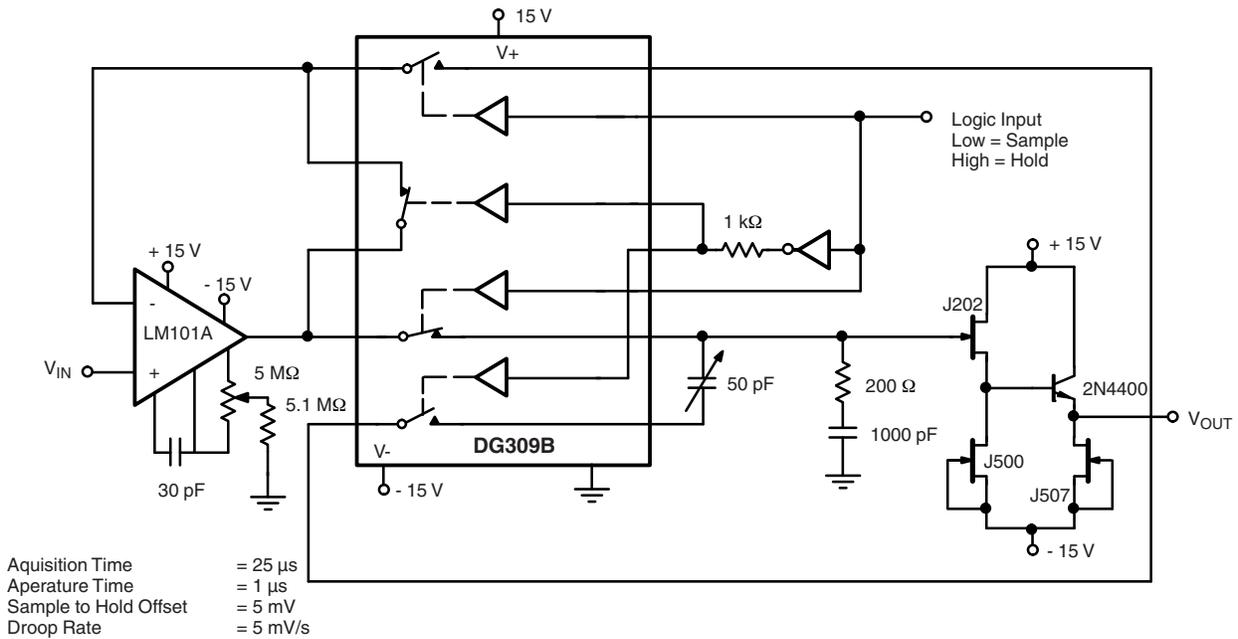 15 V
V+
Logic Input
Low = Sample
High = Hold
1 kΩ
+ 15 V
- 15 V
+ 15 V
J202
-
LM101A
VIN
+
5 MΩ
5.1 MΩ
50 pF
200 Ω
2N4400
1000 pF
VOUT
DG309B
V-
- 15 V
30 pF
J500
J507
- 15 V
Aquisition Time = 25 µs
Aperature Time = 1 µs
Sample to Hold Offset = 5 mV
Droop Rate = 5 mV/s